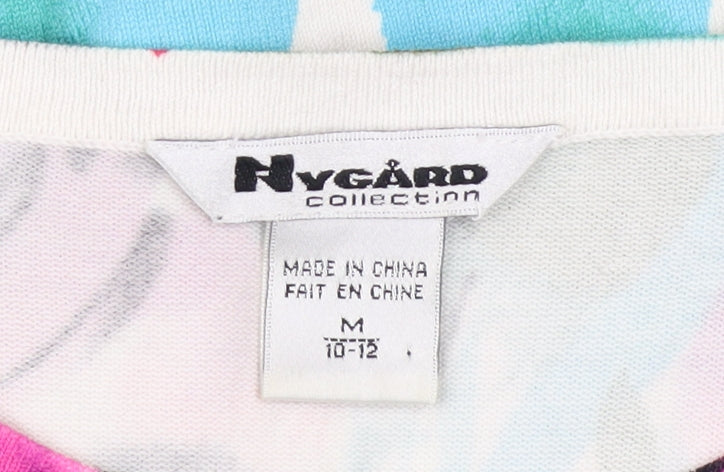 NYGÅRD
collection
MADE IN CHINA
FAIT EN CHINE
M
10-12